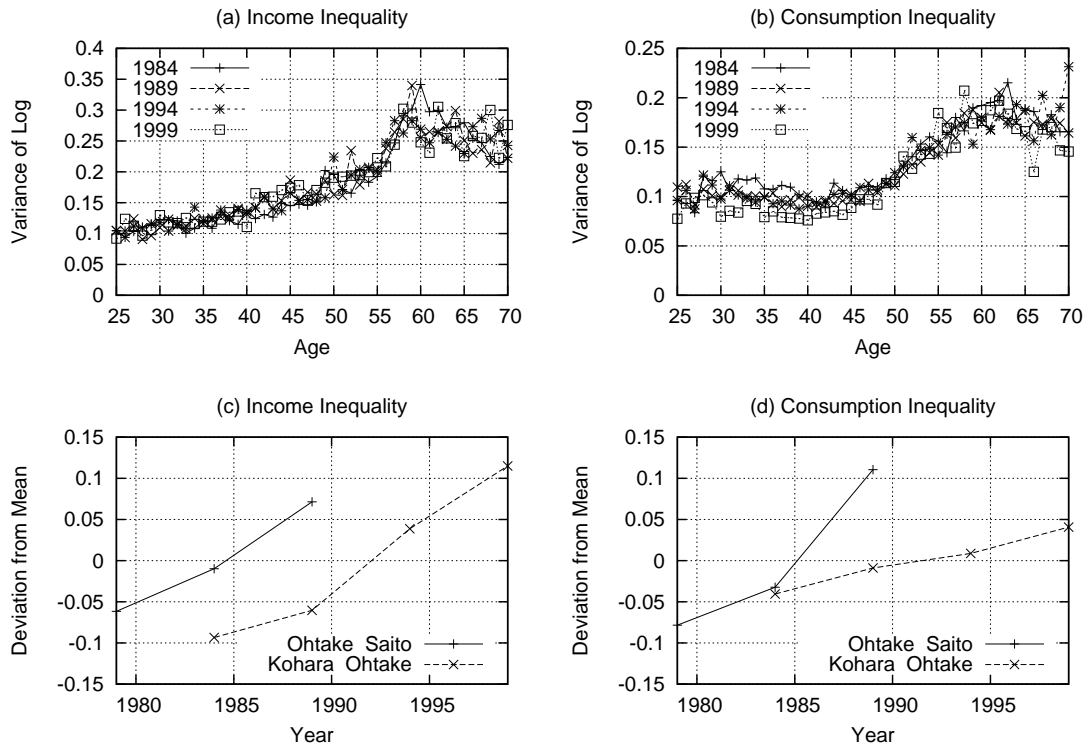 (a) Income Inequality
Variance of Log
0.4
0.35
0.3
0.25
0.2
0.15
0.1
0.05
0
1984
1989
1994
1999
25 30 35 40 45 50 55 60 65 70
Age
(b) Consumption Inequality
Variance of Log
0.25
0.2
0.15
0.1
0.05
0
1984
1989
1994
1999
25 30 35 40 45 50 55 60 65 70
Age
(c) Income Inequality
Deviation from Mean
0.15
0.1
0.05
0
-0.05
-0.1
-0.15
Ohtake Saito
Kohara Ohtake
1980 1985 1990 1995
Year
(d) Consumption Inequality
Deviation from Mean
0.15
0.1
0.05
0
-0.05
-0.1
-0.15
Ohtake Saito
Kohara Ohtake
1980 1985 1990 1995
Year